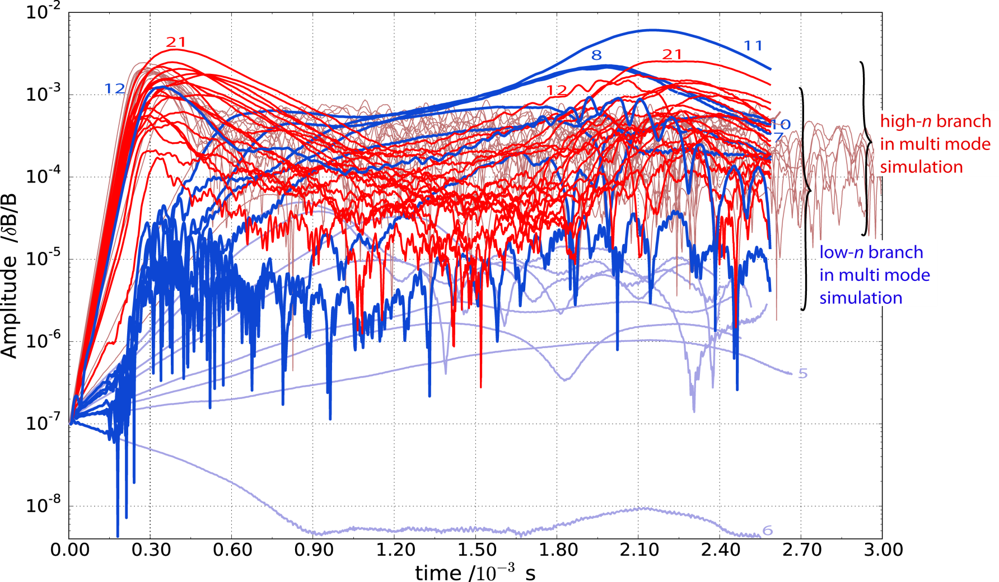 10-2
10-3
10-4
10-5
10-6
10-7
10-8
Amplitude /δB/B
21
12
8
11
21
12
10
7
5
6
high-n branch
in multi mode
simulation
low-n branch
in multi mode
simulation
0.00 0.30 0.60 0.90 1.20 1.50 1.80 2.10 2.40 2.70 3.00
time /10−3 s